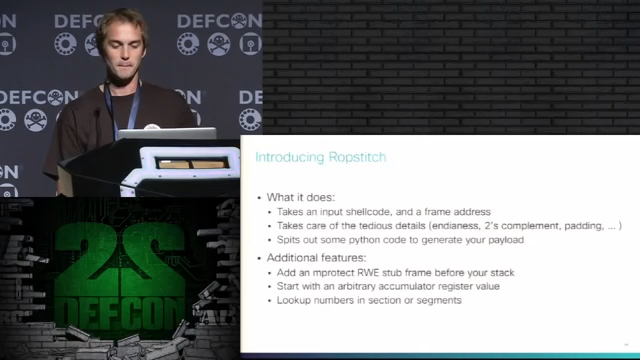 DEFCON
DEFCON
DEFCON
Introducing Ropstitch
• What it does:
• Takes an input shellcode, and a frame address
• Takes care of the tedious details (endianess, 2's complement, padding, ... )
• Spits out some python code to generate your payload
• Additional features:
• Add an mprotect RWE stub frame before your stack
• Start with an arbitrary accumulator register value
• Lookup numbers in section or segments
22
DEFCON